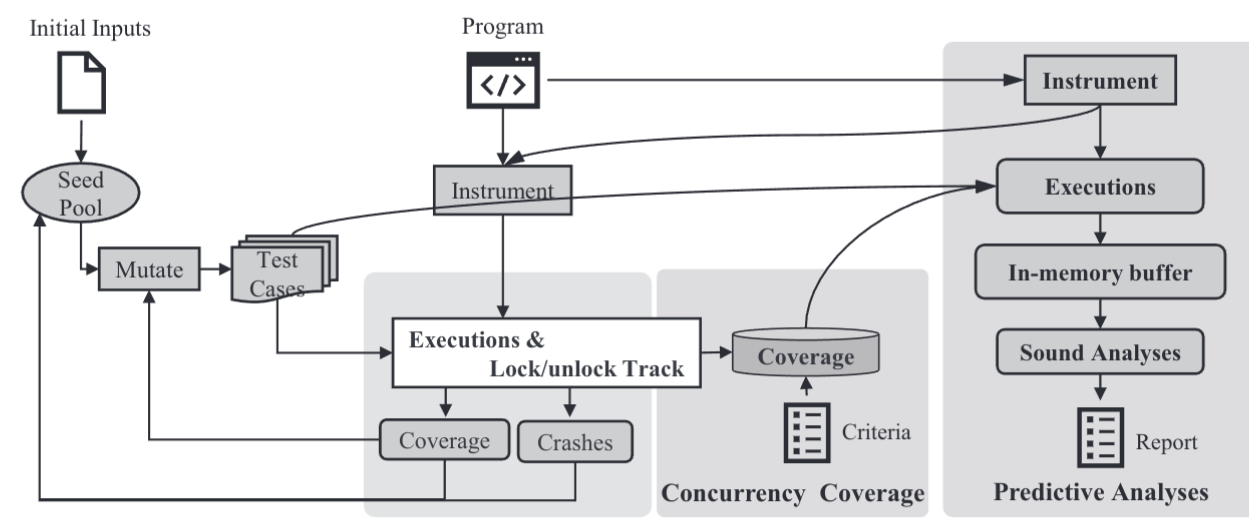 Initial Inputs
Program
</>
Instrument
Seed
Pool
Instrument
Executions
Mutate
Test
Cases
In-memory buffer
Executions &
Lock/unlock Track
Coverage
Sound Analyses
Coverage
Crashes
Criteria
Report
Concurrency Coverage
Predictive Analyses